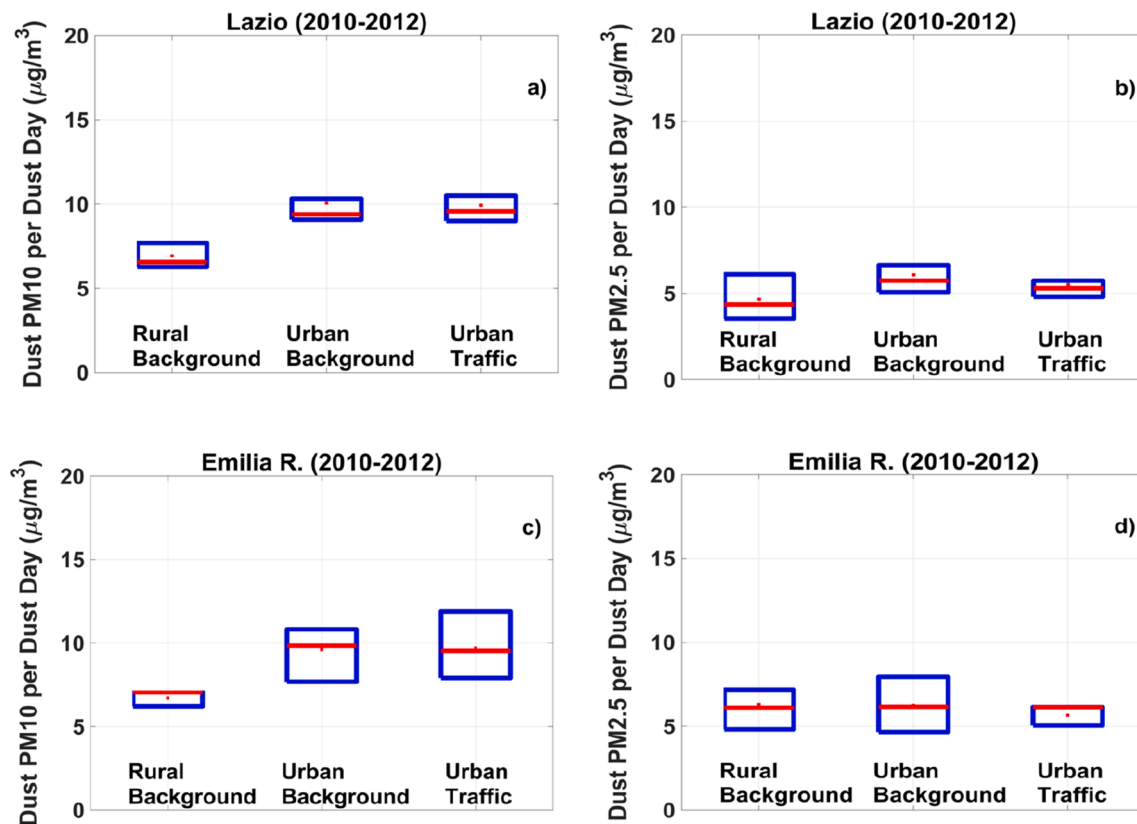 Lazio (2010-2012)
Dust PM10 per Dust Day (μg/m³)
20
15
10
5
0
a)
Rural
Background
Urban
Background
Urban
Traffic
Lazio (2010-2012)
Dust PM2.5 per Dust Day (μg/m³)
20
15
10
5
0
b)
Rural
Background
Urban
Background
Urban
Traffic
Emilia R. (2010-2012)
Dust PM10 per Dust Day (μg/m³)
20
15
10
5
0
c)
Rural
Background
Urban
Background
Urban
Traffic
Emilia R. (2010-2012)
Dust PM2.5 per Dust Day (μg/m³)
20
15
10
5
0
d)
Rural
Background
Urban
Background
Urban
Traffic